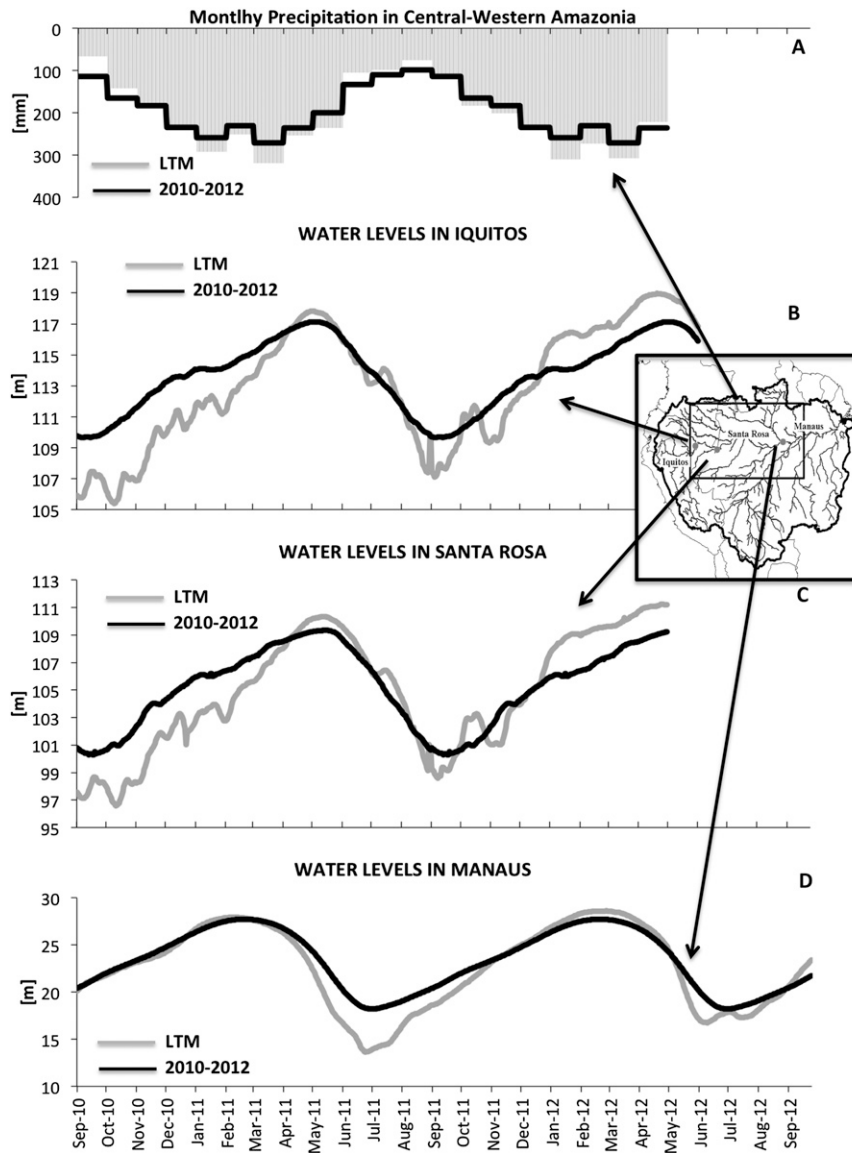 Montlhy Precipitation in Central-Western Amazonia
A
0
100
200
300
400
[mm]
LTM
2010-2012
WATER LEVELS IN IQUITOS
B
121
119
117
115
113
111
109
107
105
[m]
LTM
2010-2012
Manaus
Santa Rosa
Iquitos
WATER LEVELS IN SANTA ROSA
C
113
111
109
107
105
103
101
99
97
95
[m]
LTM
2010-2012
WATER LEVELS IN MANAUS
D
30
25
20
15
10
[m]
LTM
2010-2012
Sep-10
Oct-10
Nov-10
Dec-10
Jan-11
Feb-11
Mar-11
Apr-11
May-11
Jun-11
Jul-11
Aug-11
Sep-11
Oct-11
Nov-11
Dec-11
Jan-12
Feb-12
Mar-12
Apr-12
May-12
Jun-12
Jul-12
Aug-12
Sep-12